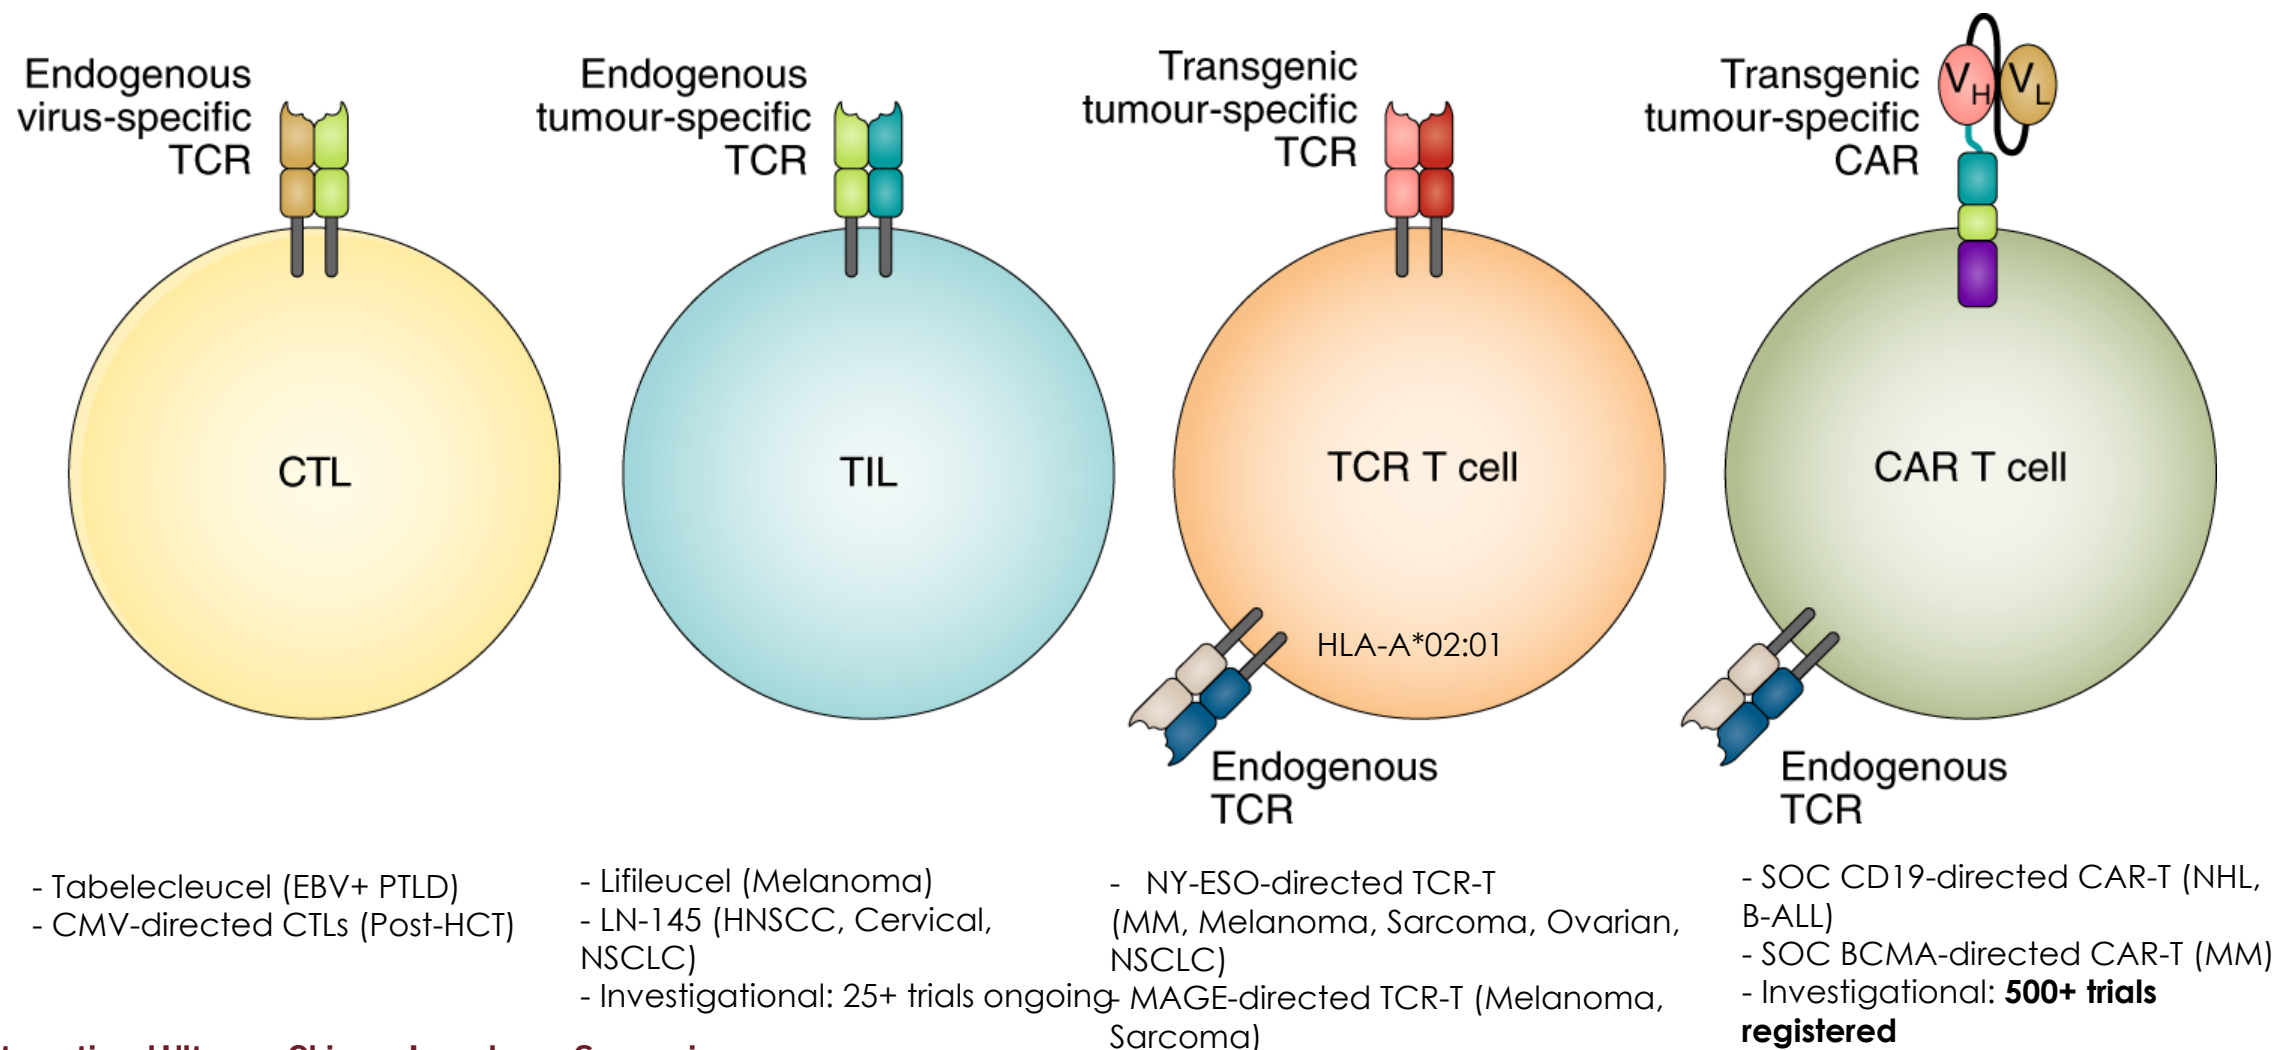 Endogenous
virus-specific
TCR
Endogenous
tumour-specific
TCR
Transgenic
tumour-specific
TCR
Transgenic
tumour-specific
CAR
VH
VL
CTL
TIL
TCR T cell
CAR T cell
HLA-A*02:01
Endogenous
TCR
Endogenous
TCR
- Tabelecleucel (EBV+ PTLD)
- CMV-directed CTLs (Post-HCT)
- Lifileucel (Melanoma)
- LN-145 (HNSCC, Cervical,
NSCLC)
- Investigational: 25+ trials ongoing
- NY-ESO-directed TCR-T
(MM, Melanoma, Sarcoma, Ovarian,
NSCLC)
- MAGE-directed TCR-T (Melanoma,
Sarcoma)
- SOC CD19-directed CAR-T (NHL,
B-ALL)
- SOC BCMA-directed CAR-T (MM)
- Investigational: 500+ trials
registered